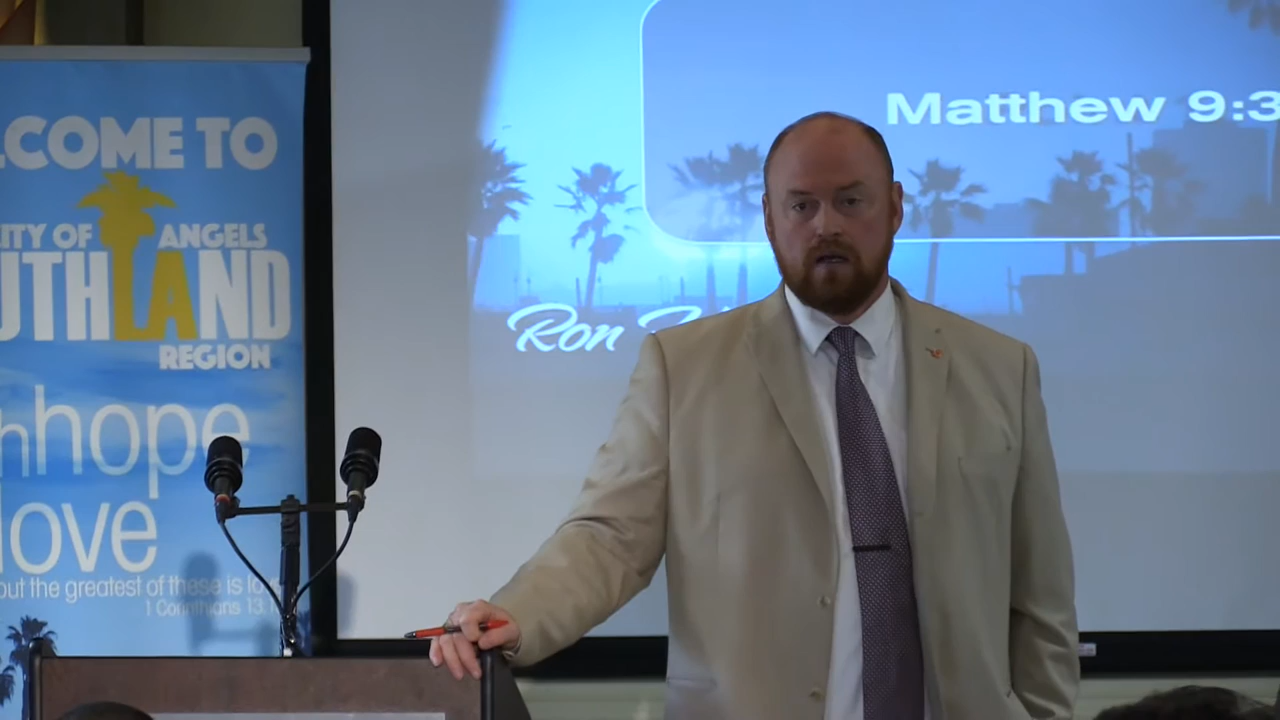 LCOME TO
ITY OF ANGELS
UTHLAND
REGION
hope
love
but the greatest of these is lo
1 Corinthians 13:1
Matthew 9:3
Ron